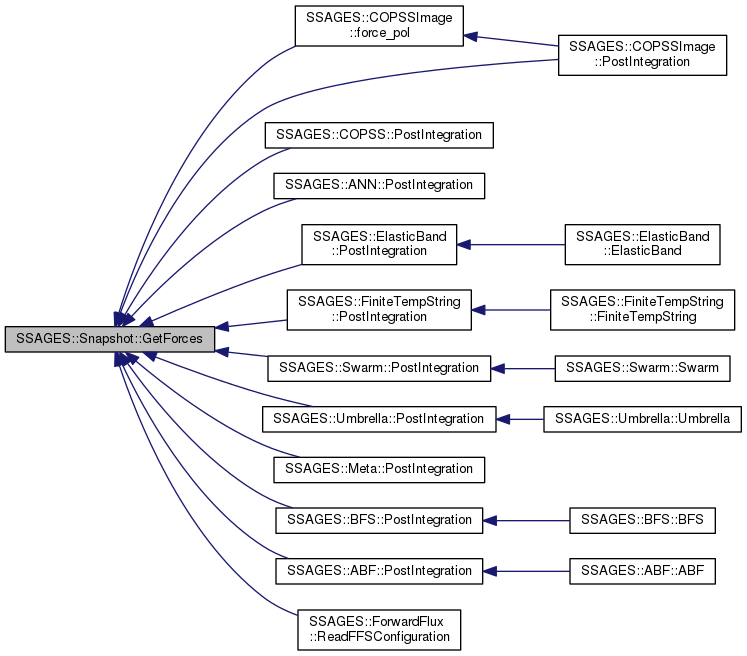 SSAGES::COPSSImage
::force_pol
SSAGES::COPSSImage
::PostIntegration
SSAGES::COPSS::PostIntegration
SSAGES::ANN::PostIntegration
SSAGES::ElasticBand
::PostIntegration
SSAGES::ElasticBand
::ElasticBand
SSAGES::FiniteTempString
::PostIntegration
SSAGES::FiniteTempString
::FiniteTempString
SSAGES::Snapshot::GetForces
SSAGES::Swarm::PostIntegration
SSAGES::Swarm::Swarm
SSAGES::Umbrella::PostIntegration
SSAGES::Umbrella::Umbrella
SSAGES::Meta::PostIntegration
SSAGES::BFS::PostIntegration
SSAGES::BFS::BFS
SSAGES::ABF::PostIntegration
SSAGES::ABF::ABF
SSAGES::ForwardFlux
::ReadFFSConfiguration